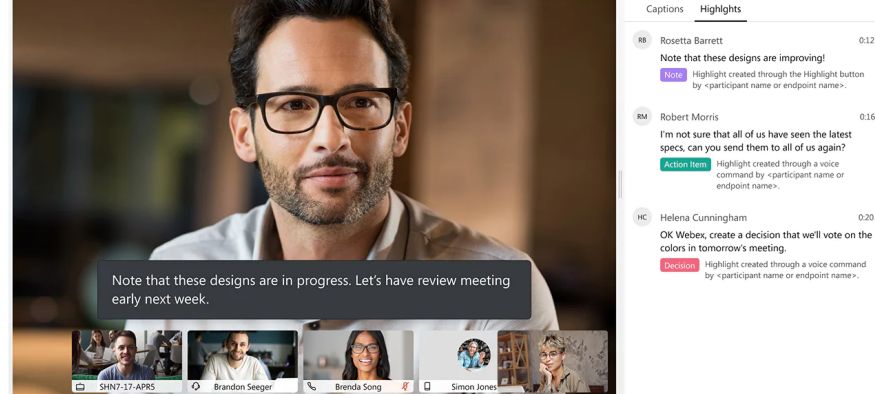 Captions Highlghts
RB Rosetta Barrett 0:12
Note that these designs are improving!
Note Highlight created through the Highlight button
by <participant name or endpoint name>.
RM Robert Morris 0:16
I'm not sure that all of us have seen the latest
specs, can you send them to all of us again?
Action Item Highlight created through a voice
command by <participant name or
endpoint name>.
HC Helena Cunningham 0:20
OK Webex, create a decision that we'll vote on the
colors in tomorrow's meeting.
Decision Highlight created through a voice command
by <participant name or endpoint name>.
Note that these designs are in progress. Let's have review meeting
early next week.
SHN7-17-APR5
Brandon Seeger
Brenda Song
Simon Jones